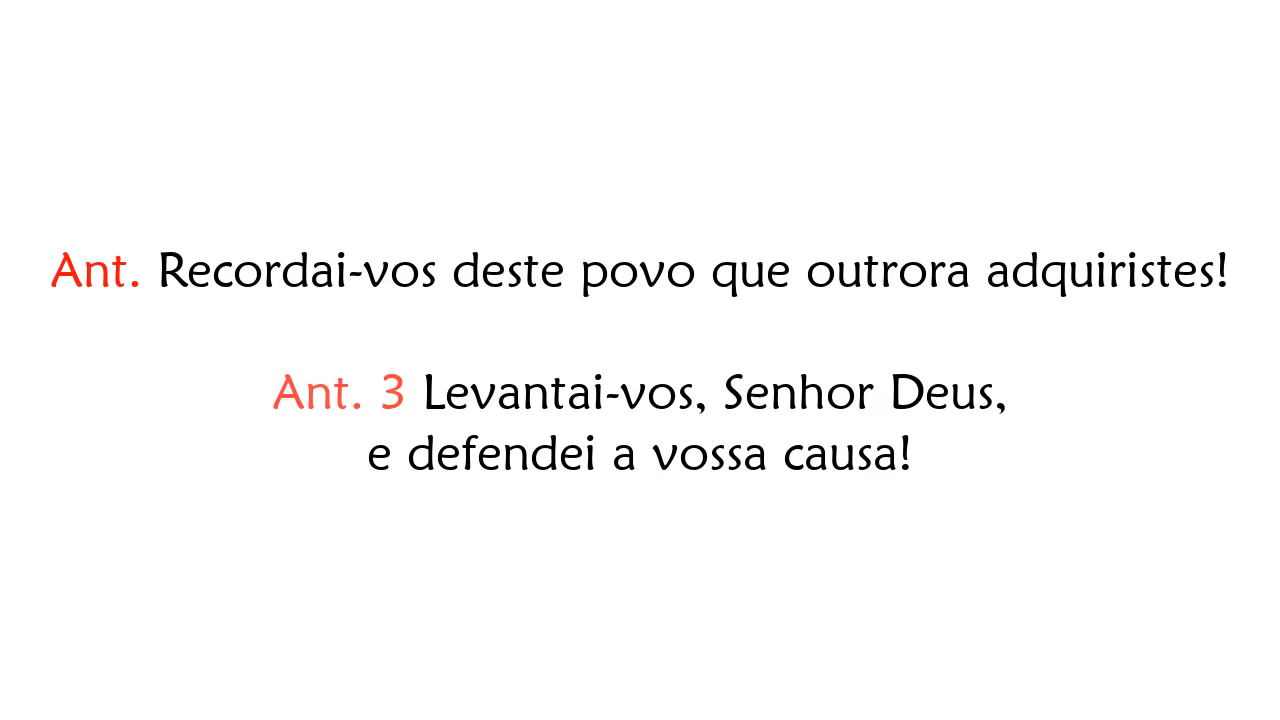 Ant. Recordai-vos deste povo que outrora adquiristes!
Ant. 3 Levantai-vos, Senhor Deus,
e defendei a vossa causa!